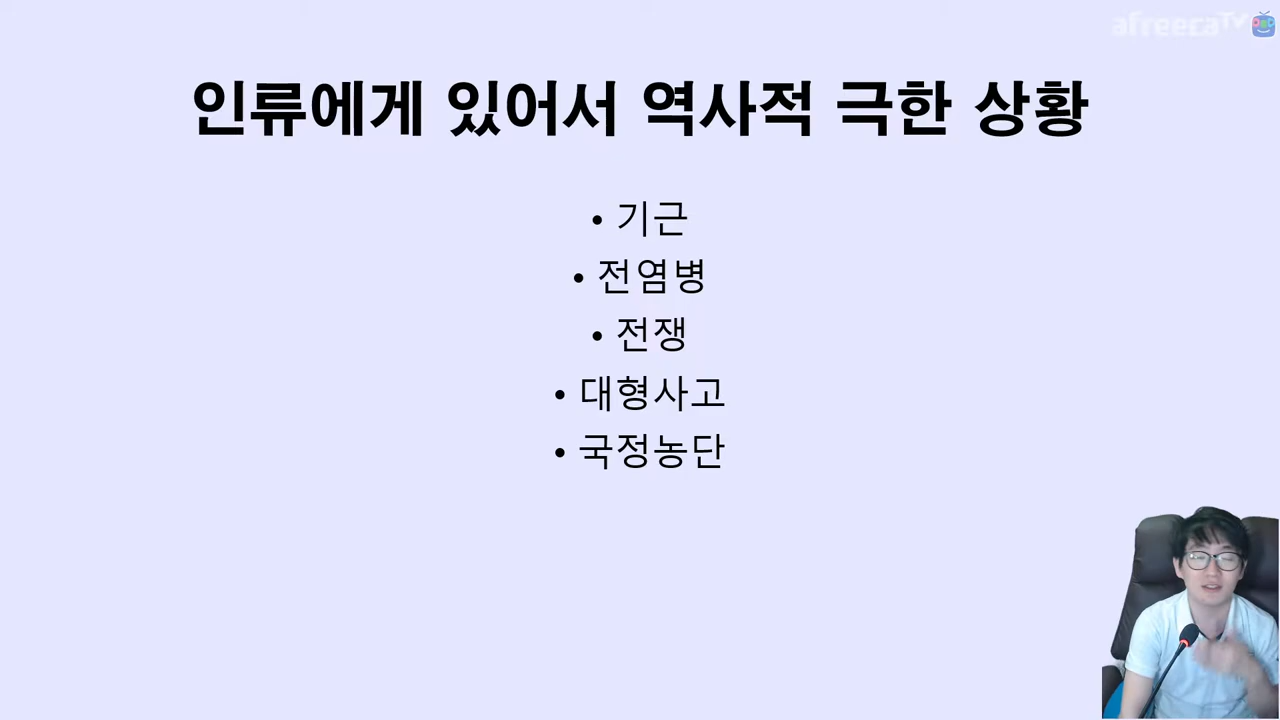 afreecaTV
인류에게 있어서 역사적 극한 상황
• 기근
• 전염병
• 전쟁
• 대형사고
• 국정농단